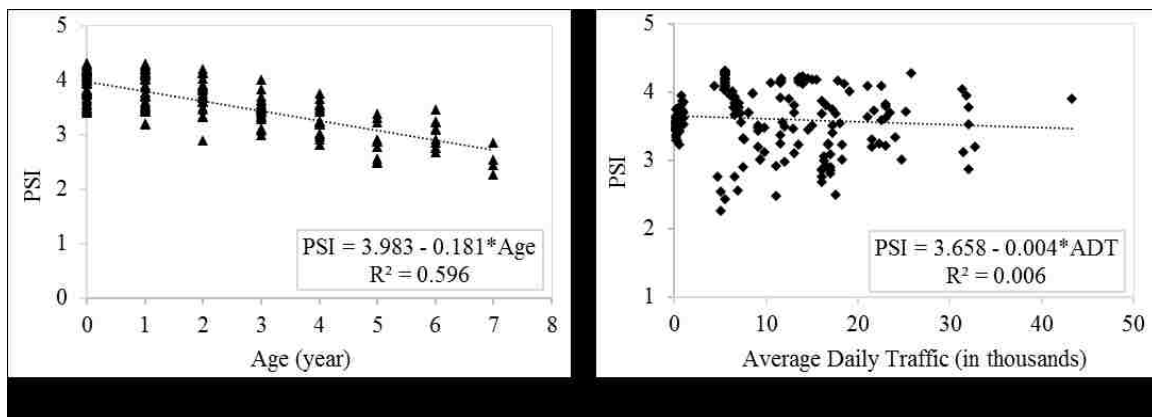 5
4
3
2
1
0
PSI
PSI = 3.983 - 0.181*Age
R² = 0.596
0 1 2 3 4 5 6 7 8
Age (year)
5
4
3
2
1
PSI
PSI = 3.658 - 0.004*ADT
R² = 0.006
0 10 20 30 40 50
Average Daily Traffic (in thousands)